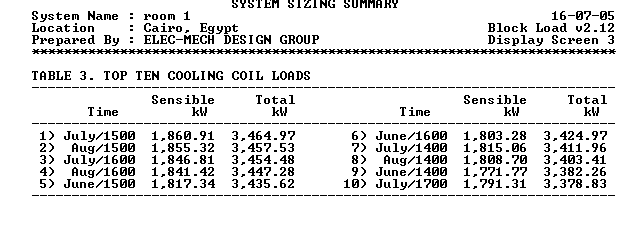 SYSTEM SIZING SUMMARY
System Name : room 1 16-07-05
Location : Cairo, Egypt Block Load v2.12
Prepared By : ELEC-MECH DESIGN GROUP Display Screen 3
TABLE 3. TOP TEN COOLING COIL LOADS
Sensible Total Sensible Total
Time kW kW Time kW kW
1) July/1500 1,860.91 3,464.97 6) June/1600 1,803.28 3,424.97
2) Aug/1500 1,855.32 3,457.53 7) July/1400 1,815.06 3,411.96
3) July/1600 1,846.81 3,454.48 8) Aug/1400 1,808.70 3,403.41
4) Aug/1600 1,841.42 3,447.28 9) June/1400 1,771.77 3,382.26
5) June/1500 1,817.34 3,435.62 10) July/1700 1,791.31 3,378.83